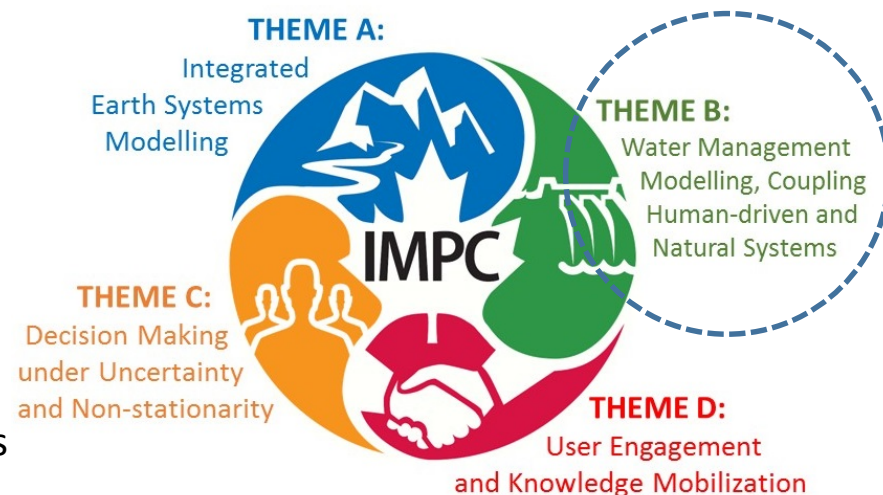 THEME A:
Integrated
Earth Systems
Modelling
THEME B:
Water Management
Modelling, Coupling
Human-driven and
Natural Systems
IMPC
THEME C:
Decision Making
under Uncertainty
and Non-stationarity
s
THEME D:
User Engagement
and Knowledge Mobilization